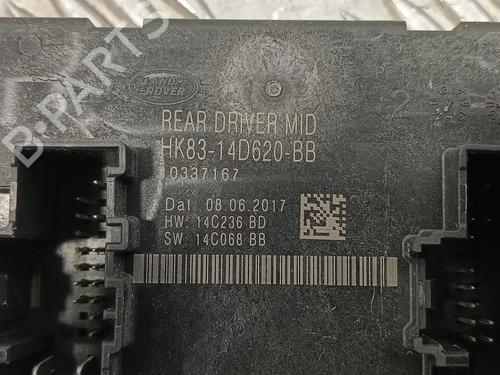 B-PARTS
LAND-
-ROVER
REAR DRIVER MID
HK83-14D620-BB
10337167
Dat. 08.06.2017
HW: 14C236 BD
SW: 14C068 BB
2